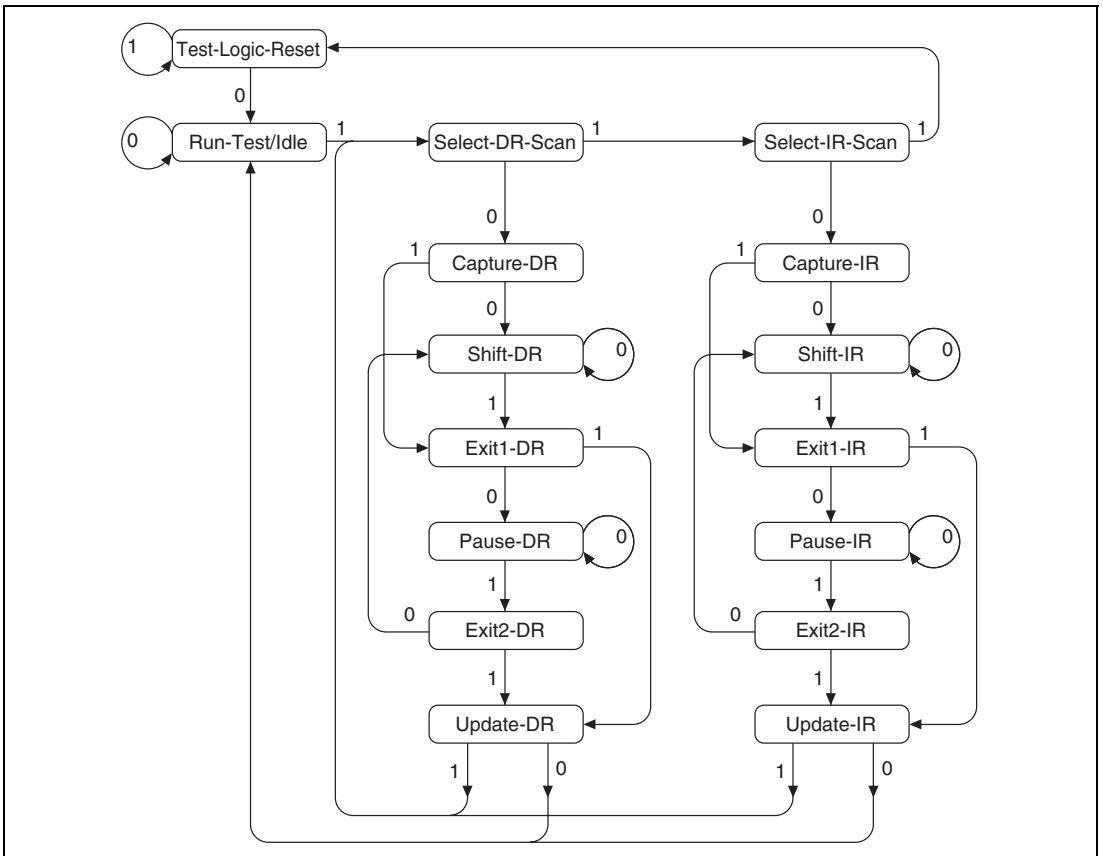 1 Test-Logic-Reset
0
0 Run-Test/Idle 1 Select-DR-Scan 1 Select-IR-Scan 1
0 0
1 Capture-DR 1 Capture-IR
0 0
Shift-DR 0 Shift-IR 0
1 1
Exit1-DR 1 Exit1-IR 1
0 0
Pause-DR 0 Pause-IR 0
1 1
0 Exit2-DR 0 Exit2-IR
1 1
Update-DR Update-IR
1 0 1 0